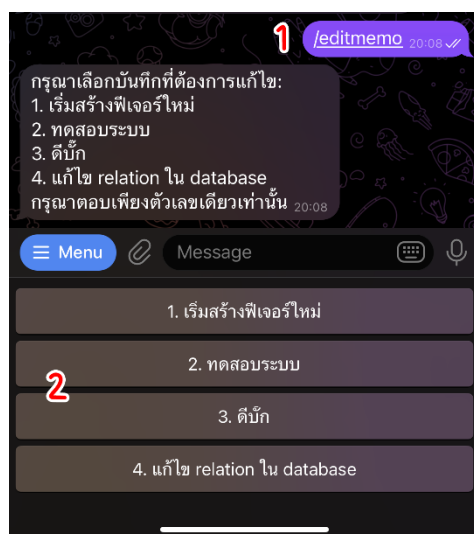 1
/editmemo 20:08
กรุณาเลือกบันทึกที่ต้องการแก้ไข:
1. เริ่มสร้างฟีเจอร์ใหม่
2. ทดสอบระบบ
3. ดีบั๊ก
4. แก้ไข relation ใน database
กรุณาตอบเพียงตัวเลขเดียวเท่านั้น 20:08
Menu Message
1. เริ่มสร้างฟีเจอร์ใหม่
2. ทดสอบระบบ
2
3. ดีบั๊ก
4. แก้ไข relation ใน database